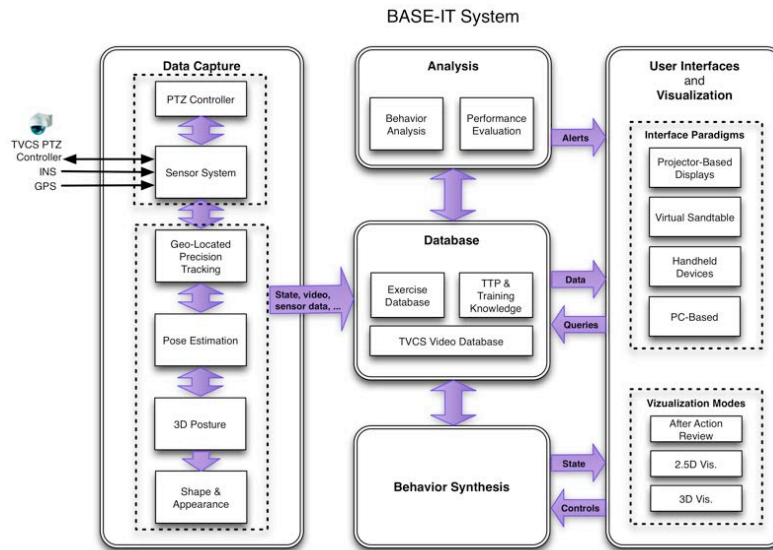 BASE-IT System
Data Capture
PTZ Controller
TVCS PTZ
Controller
INS
GPS
Sensor System
Geo-Located
Precision
Tracking
Pose Estimation
3D Posture
Shape &
Appearance
State, video,
sensor data, ...
Analysis
Behavior
Analysis
Performance
Evaluation
Alerts
Database
Exercise
Database
TTP &
Training
Knowledge
TVCS Video Database
Data
Queries
Behavior Synthesis
State
Controls
User Interfaces
and
Visualization
Interface Paradigms
Projector-Based
Displays
Virtual Sandtable
Handheld
Devices
PC-Based
Vizualization Modes
After Action
Review
2.5D Vis.
3D Vis.